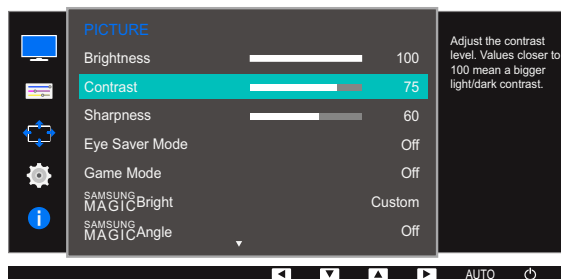 PICTURE
Brightness 100
Contrast 75
Sharpness 60
Eye Saver Mode Off
Game Mode Off
SAMSUNG
MAGICBright Custom
SAMSUNG
MAGICAngle Off
Adjust the contrast
level. Values closer to
100 mean a bigger
light/dark contrast.
AUTO